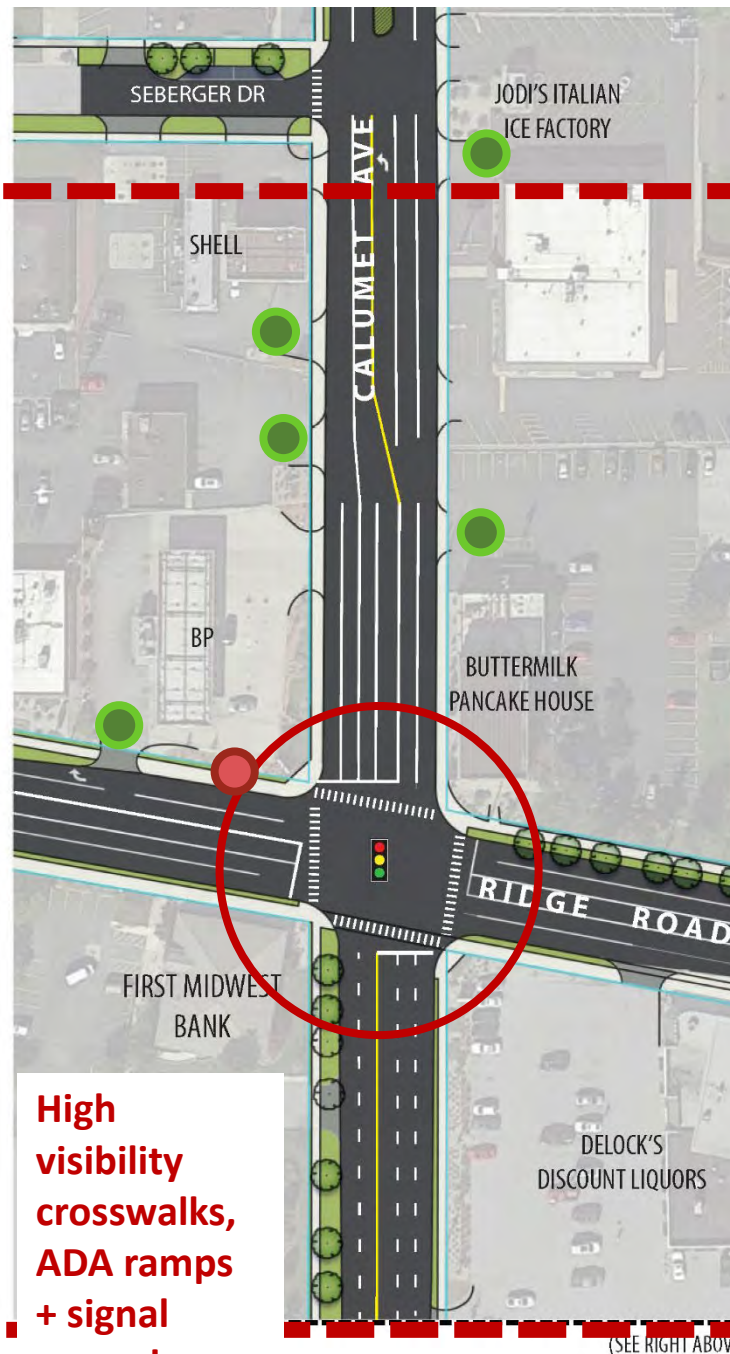 SEBERGER DR
JODI'S ITALIAN
ICE FACTORY
CALUMET AVE
SHELL
BP
BUTTERMILK
PANCAKE HOUSE
RIDGE ROAD
FIRST MIDWEST
BANK
High
visibility
crosswalks,
ADA ramps
+ signal
DELOCK'S
DISCOUNT LIQUORS
(SEE RIGHT ABOV